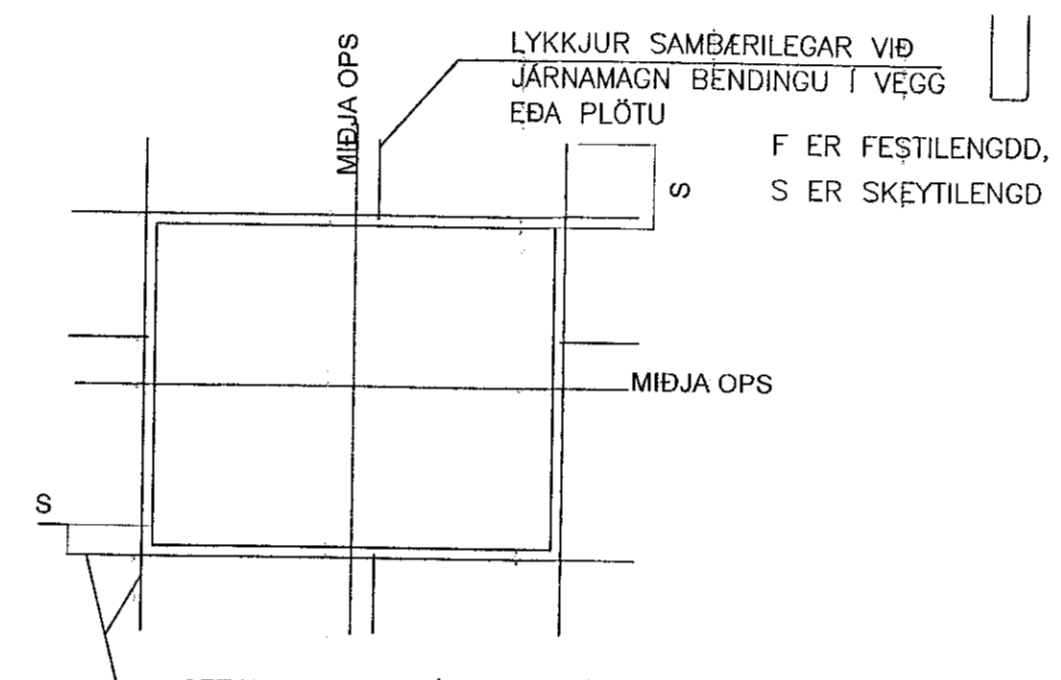 MIÐJA OPS
LYKKJUR SAMBÆRILEGAR VIÐ
JÁRNAMAGN BENDINGU Í VEGG
EÐA PLÖTU
F ER FESTILENGDD,
S ER SKEYTILENGD
S
MIÐJA OPS
S